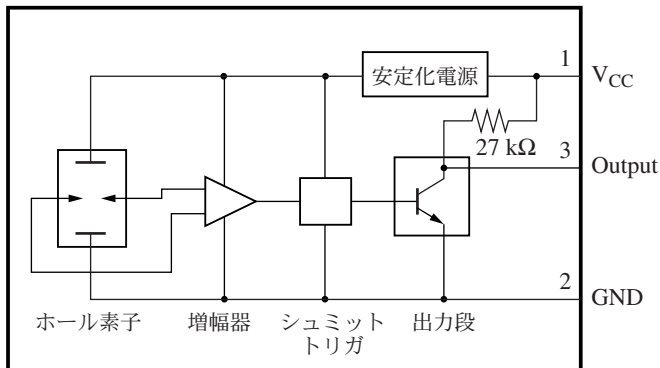 1
安定化電源
V_CC
27 kΩ
3
Output
2
GND
ホール素子
増幅器
シュミット
トリガ
出力段